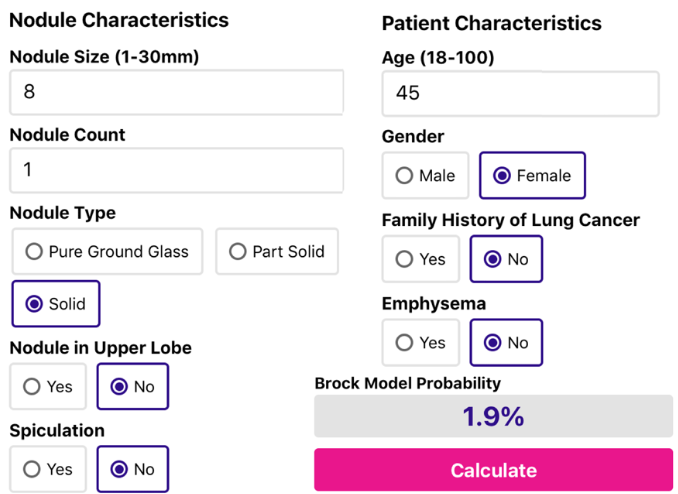 Nodule Characteristics
Nodule Size (1-30mm)
8
Nodule Count
1
Nodule Type
Pure Ground Glass
Part Solid
Solid
Nodule in Upper Lobe
Yes
No
Spiculation
Yes
No
Patient Characteristics
Age (18-100)
45
Gender
Male
Female
Family History of Lung Cancer
Yes
No
Emphysema
Yes
No
Brock Model Probability
1.9%
Calculate